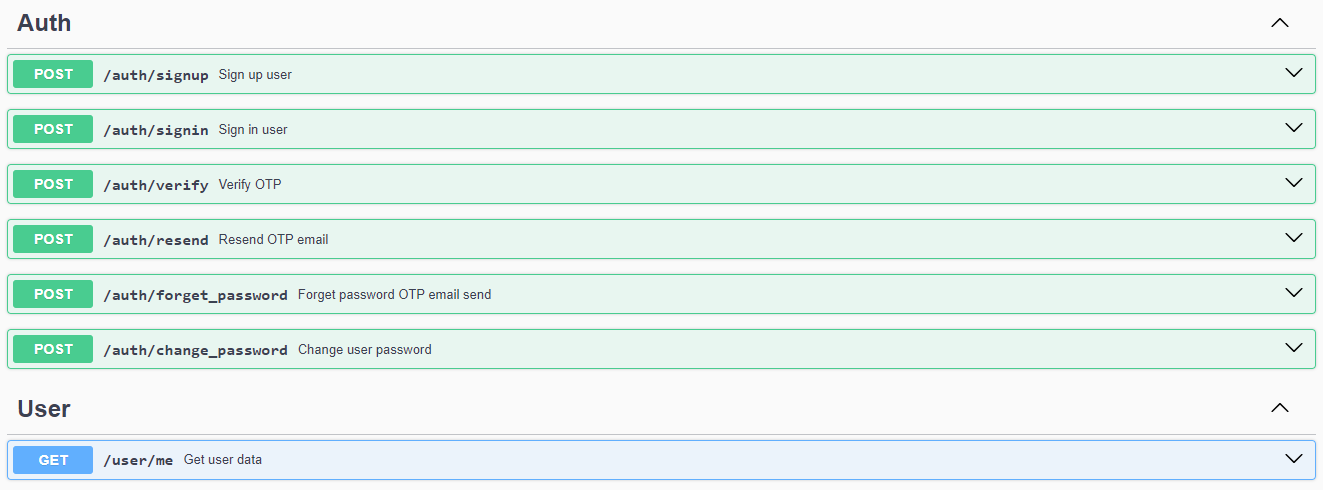 Auth
POST /auth/signup Sign up user
POST /auth/signin Sign in user
POST /auth/verify Verify OTP
POST /auth/resend Resend OTP email
POST /auth/forget_password Forget password OTP email send
POST /auth/change_password Change user password
User
GET /user/me Get user data